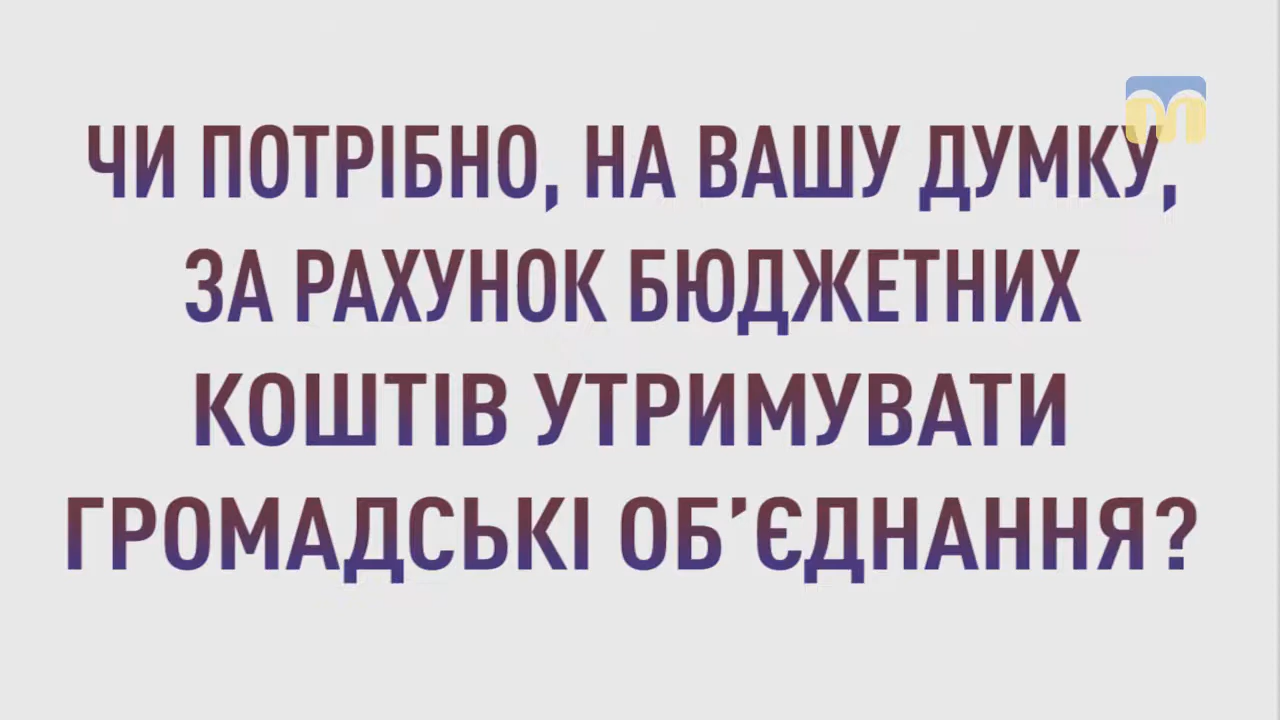 ЧИ ПОТРІБНО, НА ВАШУ ДУМКУ,
ЗА РАХУНОК БЮДЖЕТНИХ
КОШТІВ УТРИМУВАТИ
ГРОМАДСЬКІ ОБ’ЄДНАННЯ?